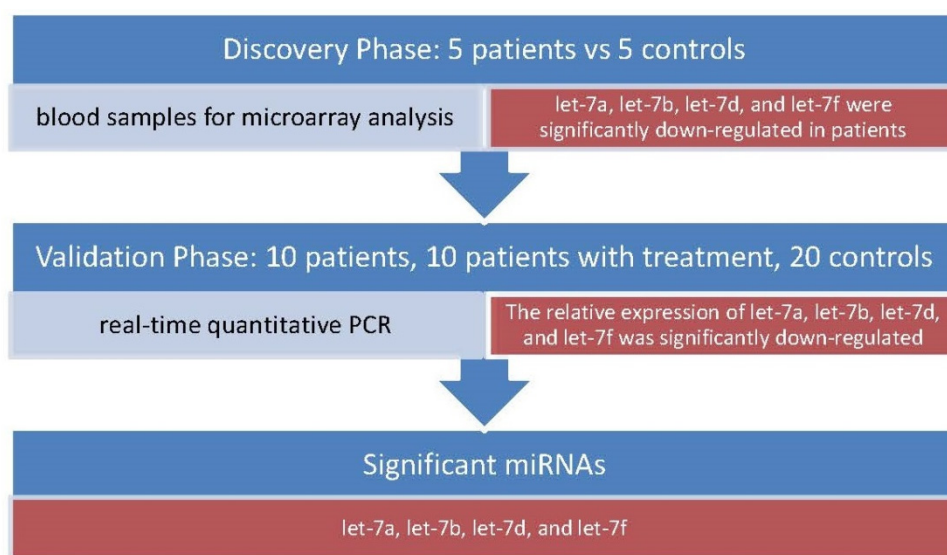 Discovery Phase: 5 patients vs 5 controls
blood samples for microarray analysis
let-7a, let-7b, let-7d, and let-7f were
significantly down-regulated in patients
Validation Phase: 10 patients, 10 patients with treatment, 20 controls
real-time quantitative PCR
The relative expression of let-7a, let-7b, let-7d,
and let-7f was significantly down-regulated
Significant miRNAs
let-7a, let-7b, let-7d, and let-7f